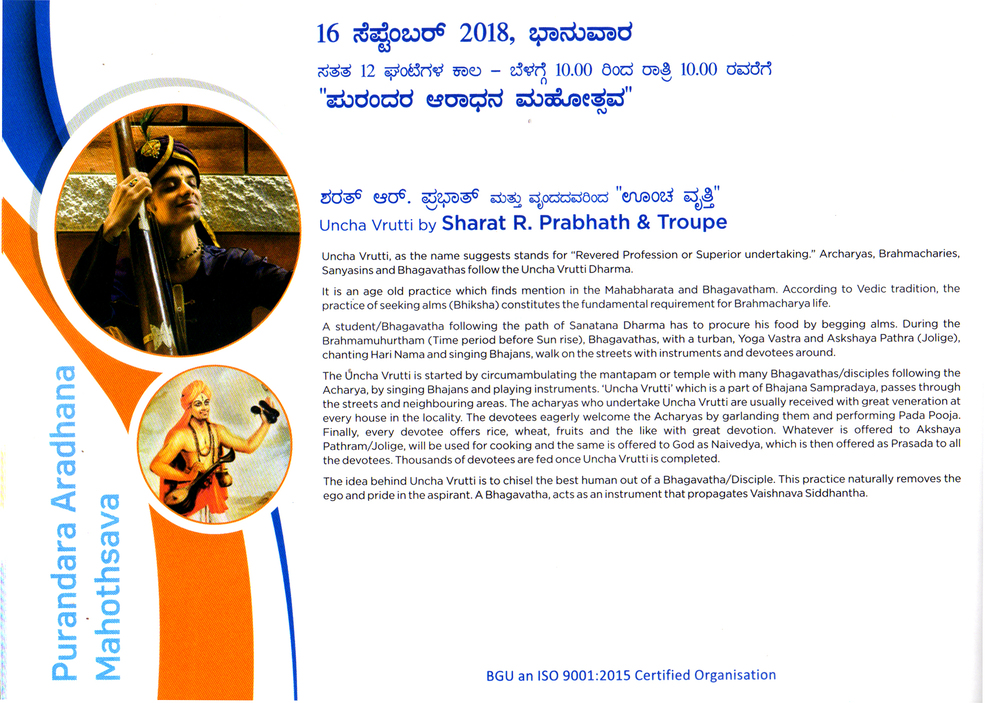 16 ಸೆಪ್ಟೆಂಬರ್ 2018, ಭಾನುವಾರ
ಸತತ 12 ಘಂಟೆಗಳ ಕಾಲ – ಬೆಳಗ್ಗೆ 10.00 ರಿಂದ ರಾತ್ರಿ 10.00 ರವರೆಗೆ
"ಪುರಂದರ ಆರಾಧನ ಮಹೋತ್ಸವ"
ಶರತ್ ಆರ್. ಪ್ರಭಾತ್ ಮತ್ತು ವೃಂದದವರಿಂದ "ಊಂಚ ವೃತ್ತಿ"
Uncha Vrutti by Sharat R. Prabhath & Troupe
Uncha Vrutti, as the name suggests stands for “Revered Profession or Superior undertaking.” Archaryas, Brahmacharies,
Sanyasins and Bhagavathas follow the Uncha Vrutti Dharma.
It is an age old practice which finds mention in the Mahabharata and Bhagavatham. According to Vedic tradition, the
practice of seeking alms (Bhiksha) constitutes the fundamental requirement for Brahmacharya life.
A student/Bhagavatha following the path of Sanatana Dharma has to procure his food by begging alms. During the
Brahmamuhurtham (Time period before Sun rise), Bhagavathas, with a turban, Yoga Vastra and Askshaya Pathra (Jolige),
chanting Hari Nama and singing Bhajans, walk on the streets with instruments and devotees around.
The Uncha Vrutti is started by circumambulating the mantapam or temple with many Bhagavathas/disciples following the
Acharya, by singing Bhajans and playing instruments. ‘Uncha Vrutti’ which is a part of Bhajana Sampradaya, passes through
the streets and neighbouring areas. The acharyas who undertake Uncha Vrutti are usually received with great veneration at
every house in the locality. The devotees eagerly welcome the Acharyas by garlanding them and performing Pada Pooja.
Finally, every devotee offers rice, wheat, fruits and the like with great devotion. Whatever is offered to Akshaya
Pathram/Jolige, will be used for cooking and the same is offered to God as Naivedya, which is then offered as Prasada to all
the devotees. Thousands of devotees are fed once Uncha Vrutti is completed.
The idea behind Uncha Vrutti is to chisel the best human out of a Bhagavatha/Disciple. This practice naturally removes the
ego and pride in the aspirant. A Bhagavatha, acts as an instrument that propagates Vaishnava Siddhantha.
Purandara Aradhana
Mahothsava
BGU an ISO 9001:2015 Certified Organisation